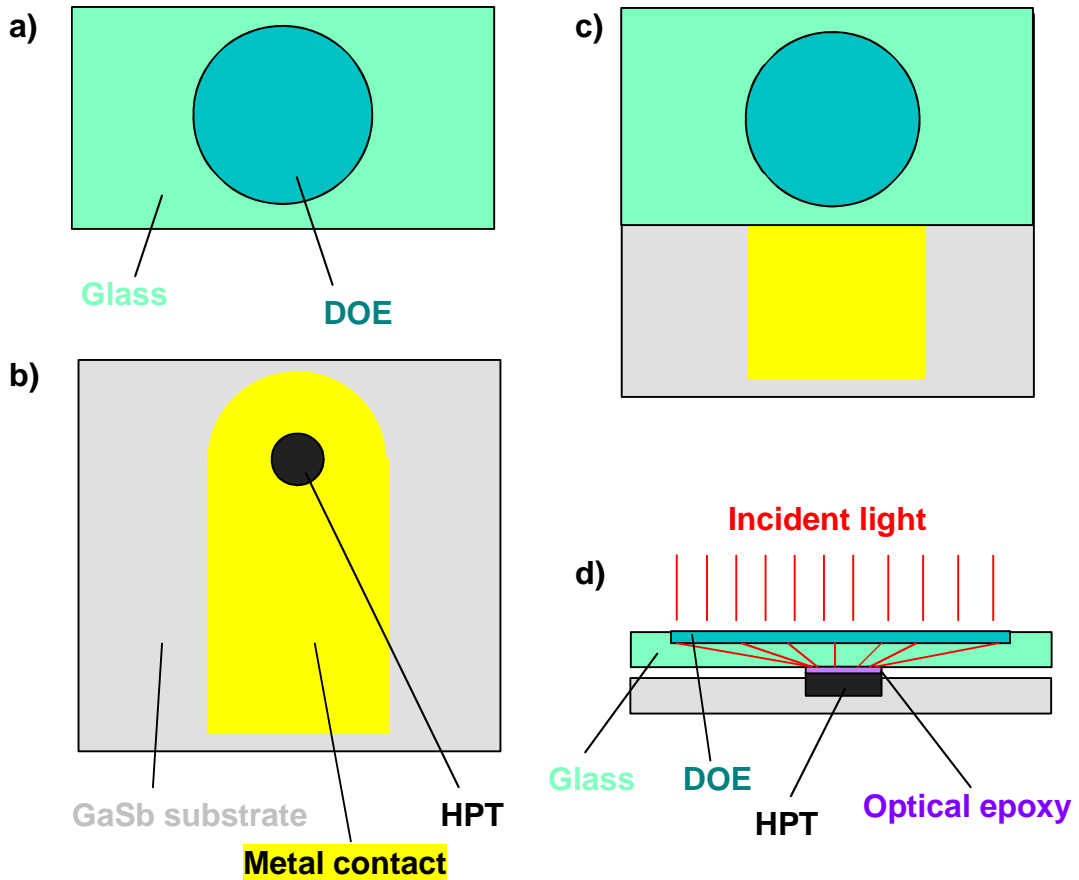 a)
Glass
DOE
b)
GaSb substrate
HPT
Metal contact
c)
Incident light
d)
Glass
DOE
HPT
Optical epoxy